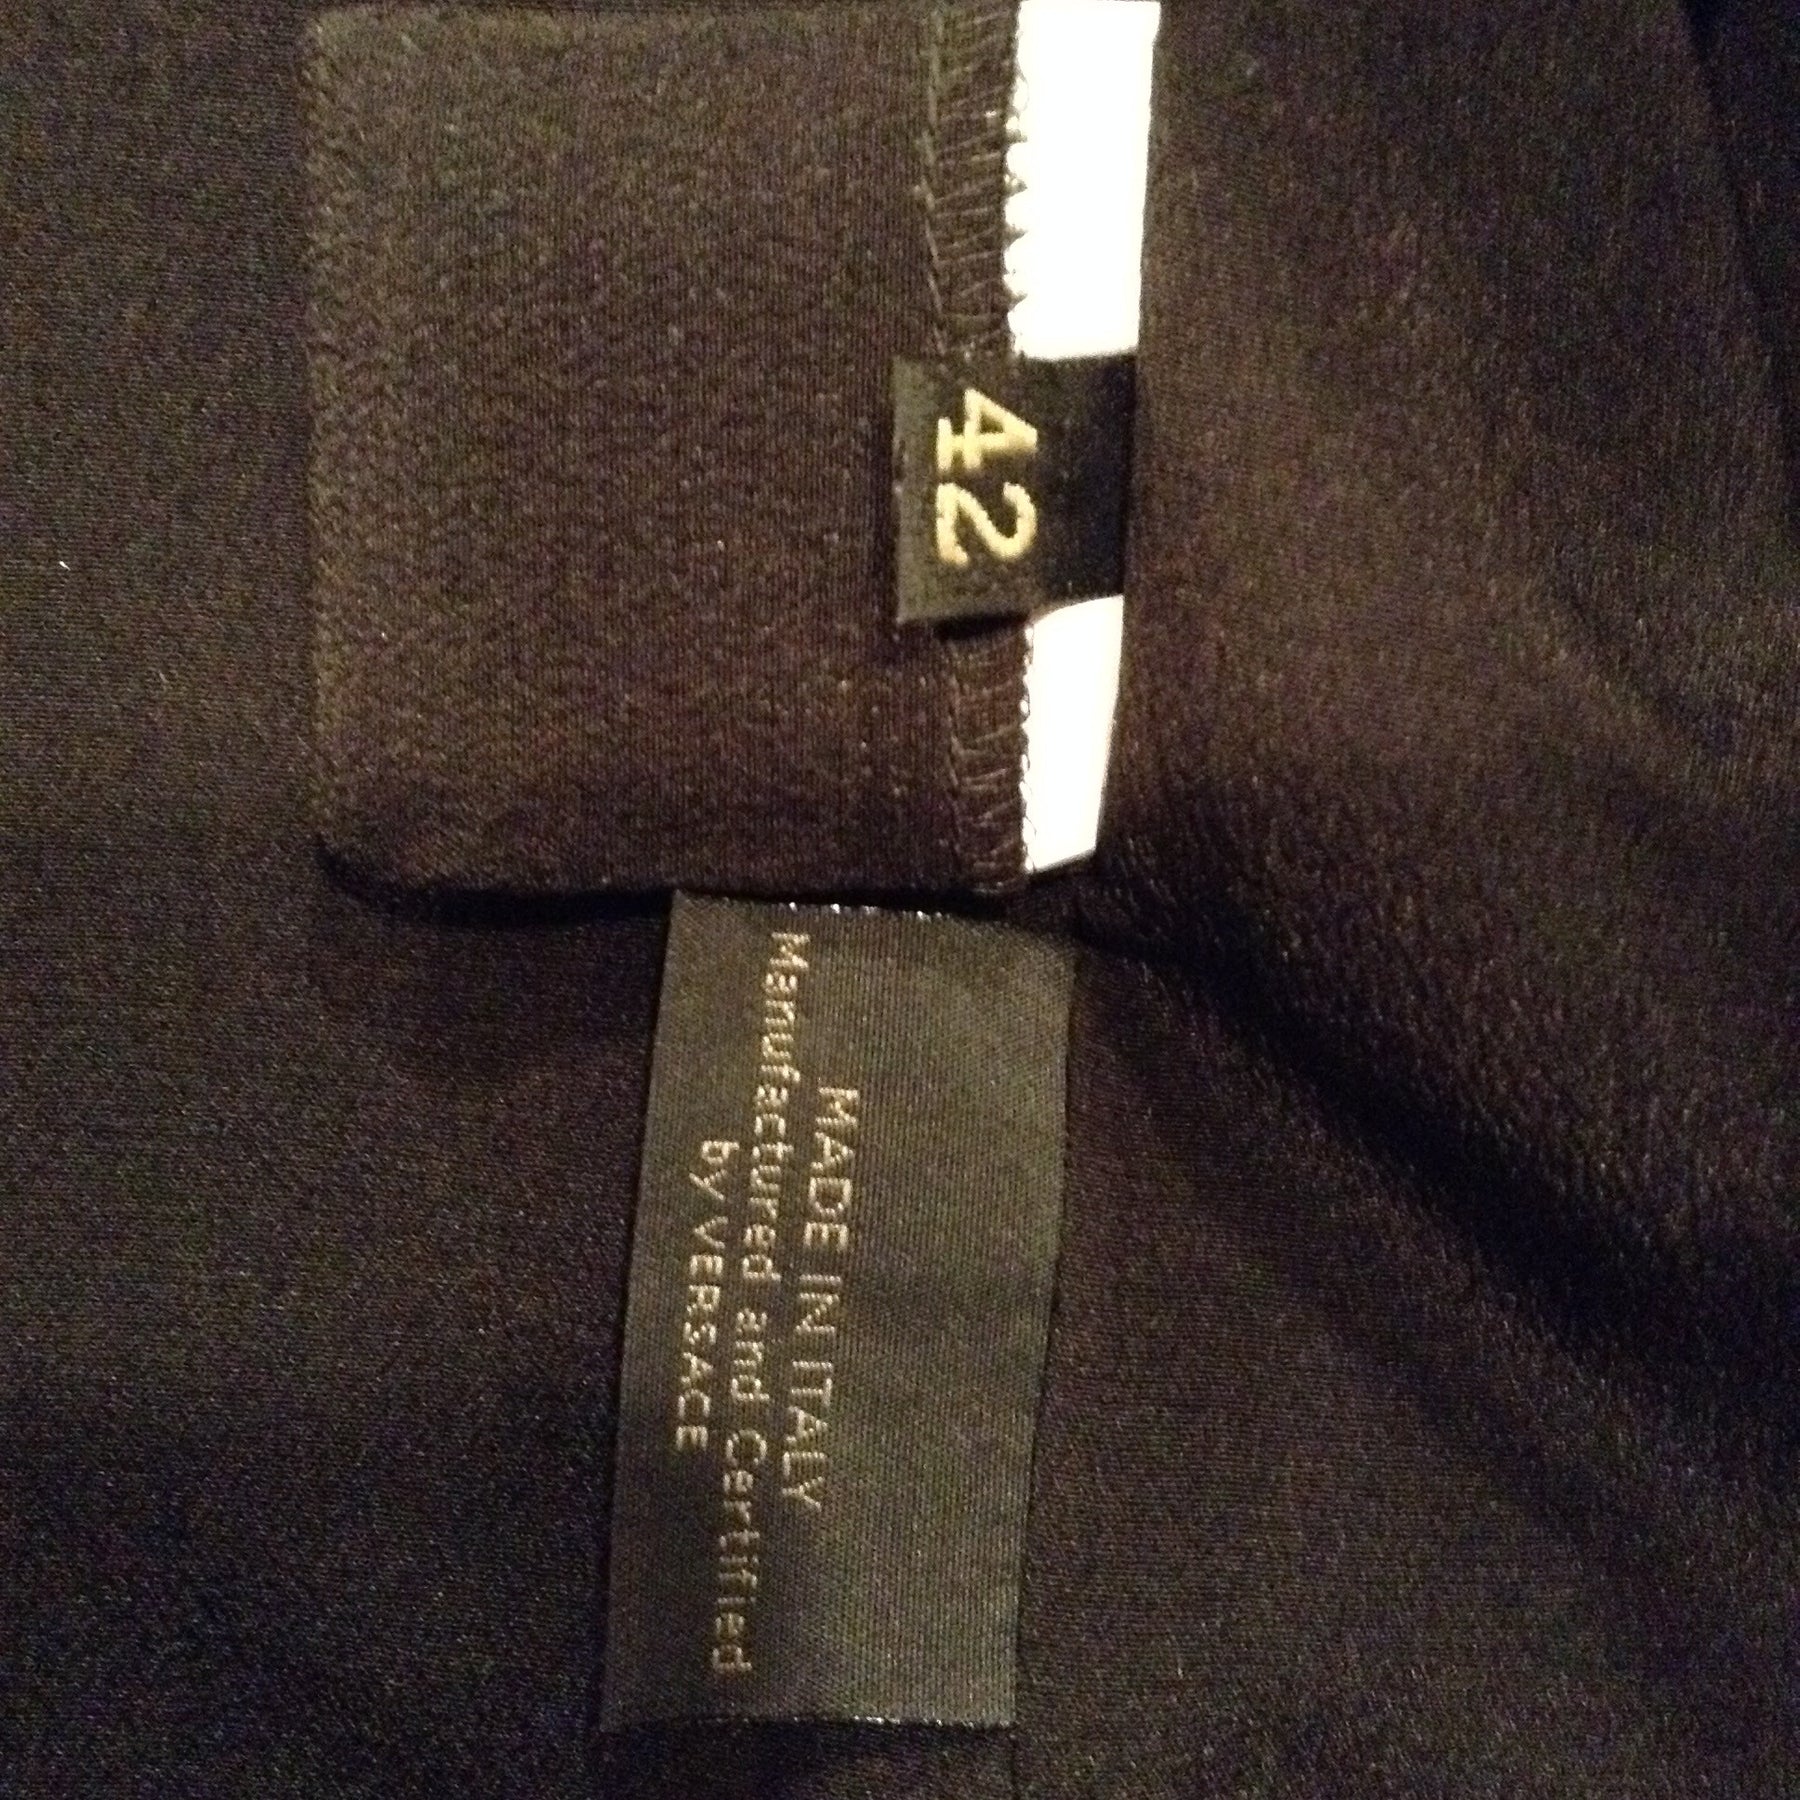 42
MADE IN ITALY
Manufactured and Certified
by VERSACE